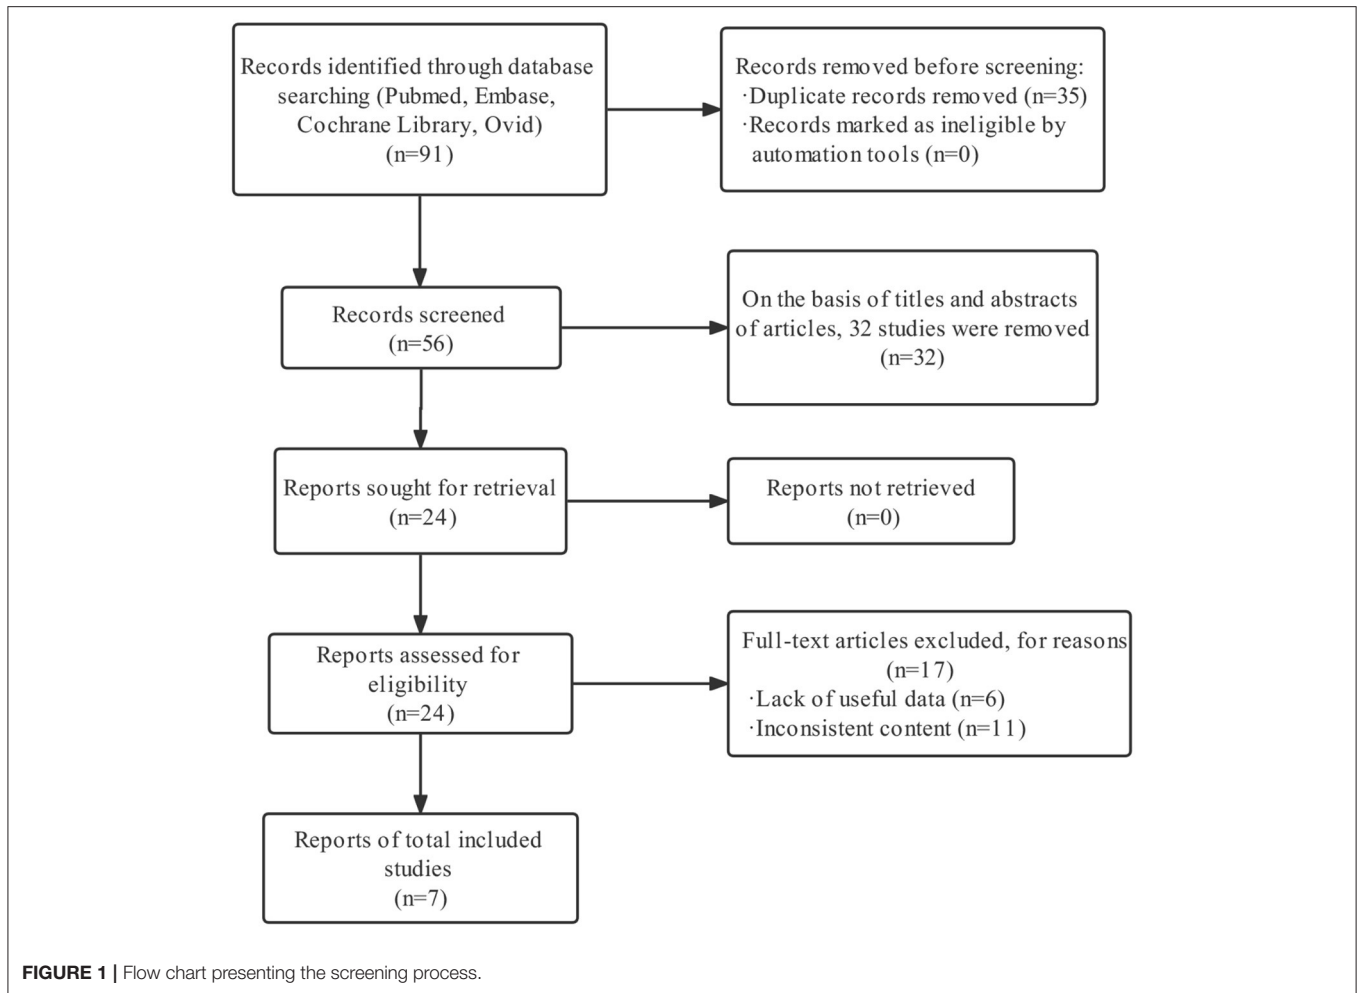 Records identified through database
searching (Pubmed, Embase,
Cochrane Library, Ovid)
(n=91)
Records removed before screening:
·Duplicate records removed (n=35)
·Records marked as ineligible by
automation tools (n=0)
Records screened
(n=56)
On the basis of titles and abstracts
of articles, 32 studies were removed
(n=32)
Reports sought for retrieval
(n=24)
Reports not retrieved
(n=0)
Reports assessed for
eligibility
(n=24)
Full-text articles excluded, for reasons
(n=17)
·Lack of useful data (n=6)
·Inconsistent content (n=11)
Reports of total included
studies
(n=7)
FIGURE 1 | Flow chart presenting the screening process.